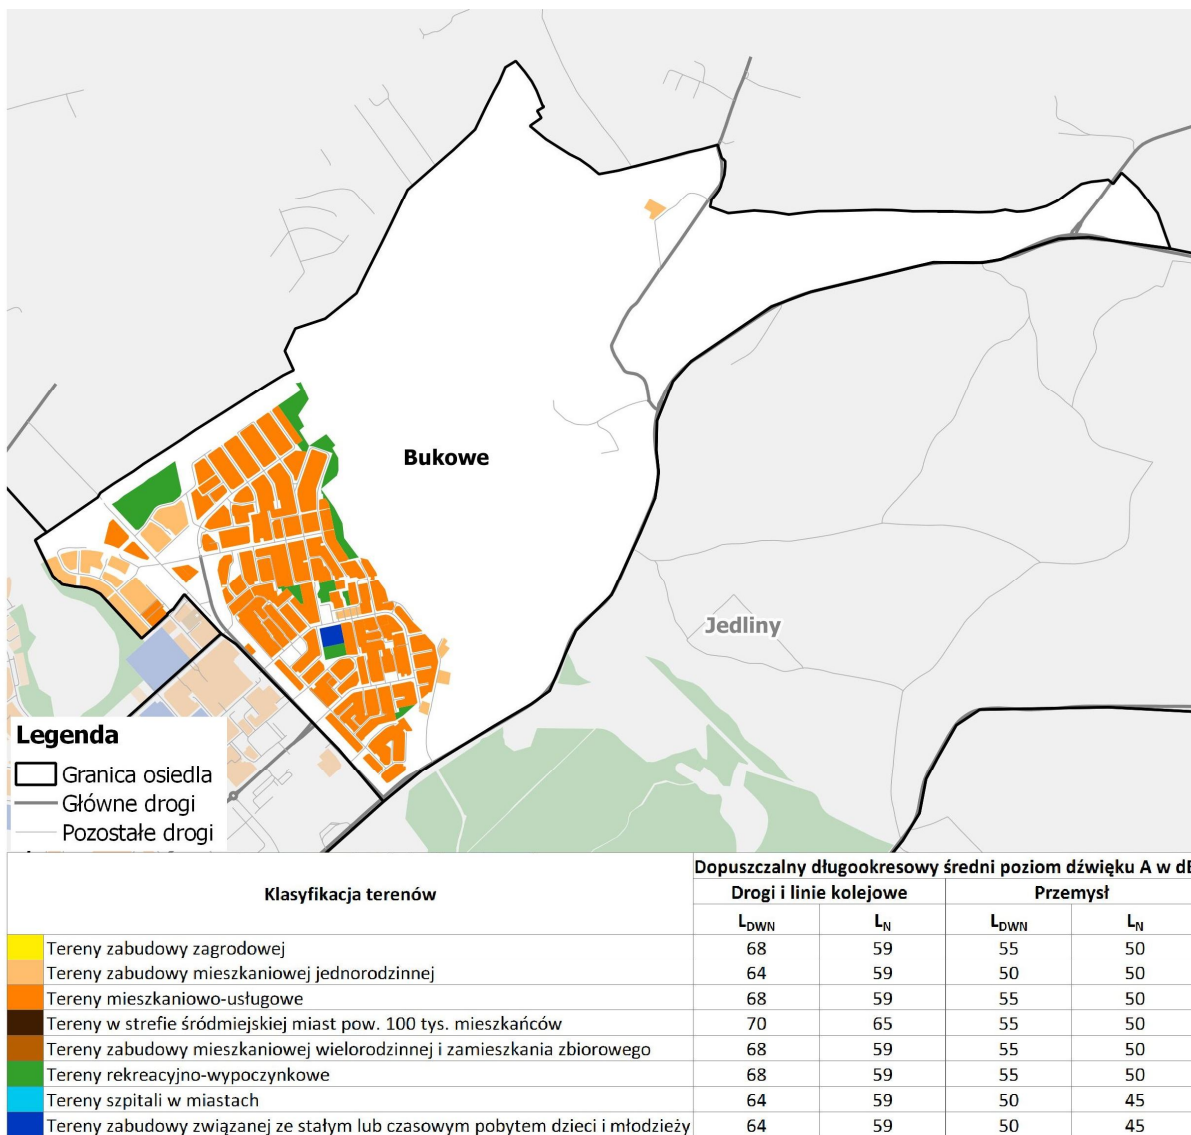 Bukowe
Jedliny
Legenda
Granica osiedla
Główne drogi
Pozostałe drogi
Klasyfikacja terenów
Dopuszczalny długookresowy średni poziom dźwięku A w dB
Drogi i linie kolejowe Przemysł
L_DWN L_N L_DWN L_N
Tereny zabudowy zagrodowej 68 59 55 50
Tereny zabudowy mieszkaniowej jednorodzinnej 64 59 50 50
Tereny mieszkaniowo-usługowe 68 59 55 50
Tereny w strefie śródmiejskiej miast pow. 100 tys. mieszkańców 70 65 55 50
Tereny zabudowy mieszkaniowej wielorodzinnej i zamieszkania zbiorowego 68 59 55 50
Tereny rekreacyjno-wypoczynkowe 68 59 55 50
Tereny szpitali w miastach 64 59 50 45
Tereny zabudowy związanej ze stałym lub czasowym pobytem dzieci i młodzieży 64 59 50 45